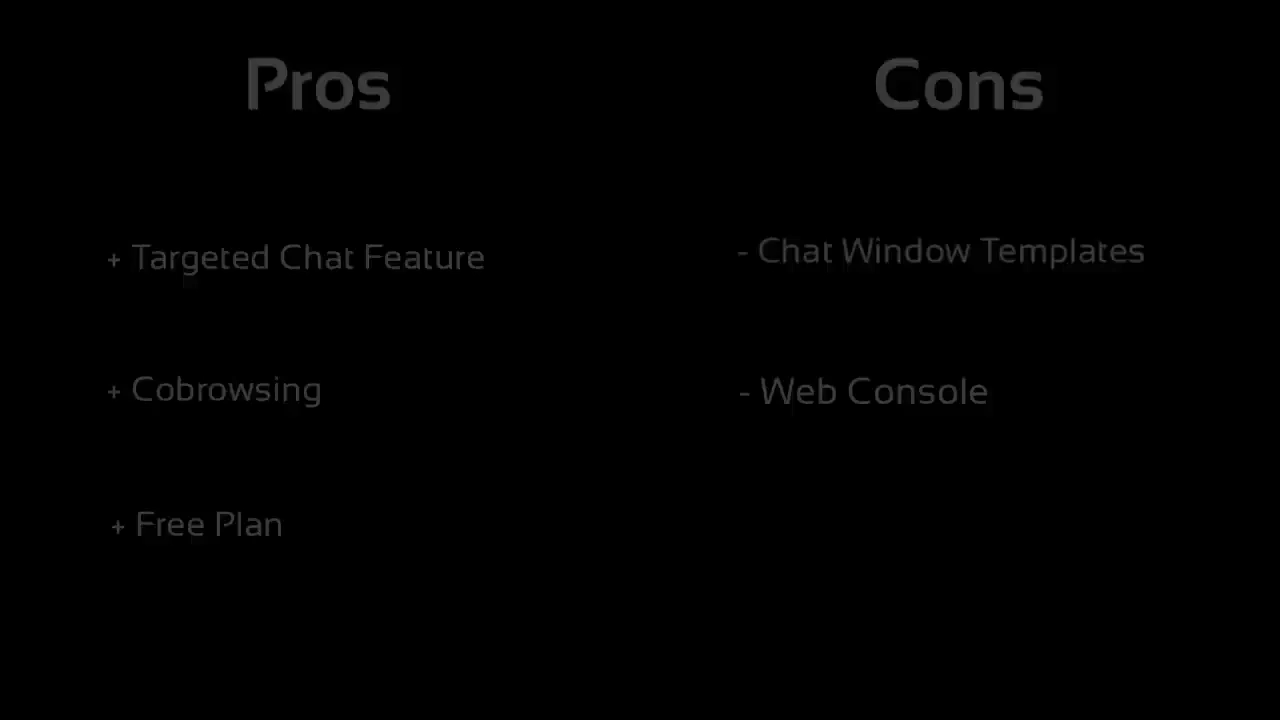 Pros
+ Targeted Chat Feature
+ Cobrowsing
+ Free Plan
Cons
- Chat Window Templates
- Web Console